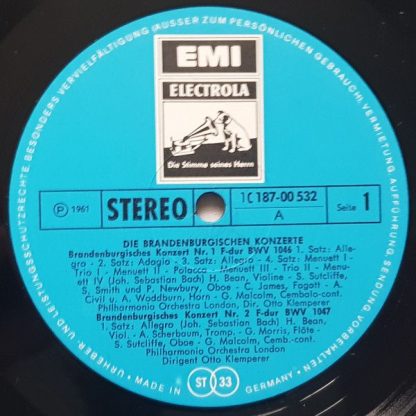 EMI
ELECTROLA
Die Stimme seines Herrn
Ⓟ 1961 STEREO 1C 187-00 532 A Seite 1
DIE BRANDENBURGISCHEN KONZERTE
Brandenburgisches Konzert Nr. 1 F-dur BWV 1046 1. Satz: Alle-
gro - 2. Satz: Adagio - 3. Satz: Allegro - 4. Satz: Menuett I -
Trio I - Menuett II - Polacca - Menuett III - Trio II - Menu-
ett IV (Joh. Sebastian Bach) H. Bean, Violine - S. Sutcliffe,
S. Smith und P. Newbury, Oboe - C. James, Fagott - A.
Civil u. A. Waddburn, Horn - G. Malcolm, Cembalo-cont.
Philharmonia Orchestra London, Dir. Otto Klemperer
Brandenburgisches Konzert Nr. 2 F-dur BWV 1047
1. Satz: Allegro (Joh. Sebastian Bach) H. Bean,
Viol. - A. Scherbaum, Tromp. - G. Morris, Flöte -
S. Sutcliffe, Oboe - G. Malcolm, Cemb.-cont.
Philharmonia Orchestra London
Dirigent Otto Klemperer
ST 33
MADE IN GERMANY
URHEBER- UND LEISTUNGSSCHUTZRECHTE BESONDERS VERVIELFÄLTIGUNG (AUSSER ZUM PERSÖNLICHEN GEBRAUCH), VERMIETUNG, AUFFÜHRUNG, SENDUNG, VORBEHALTEN